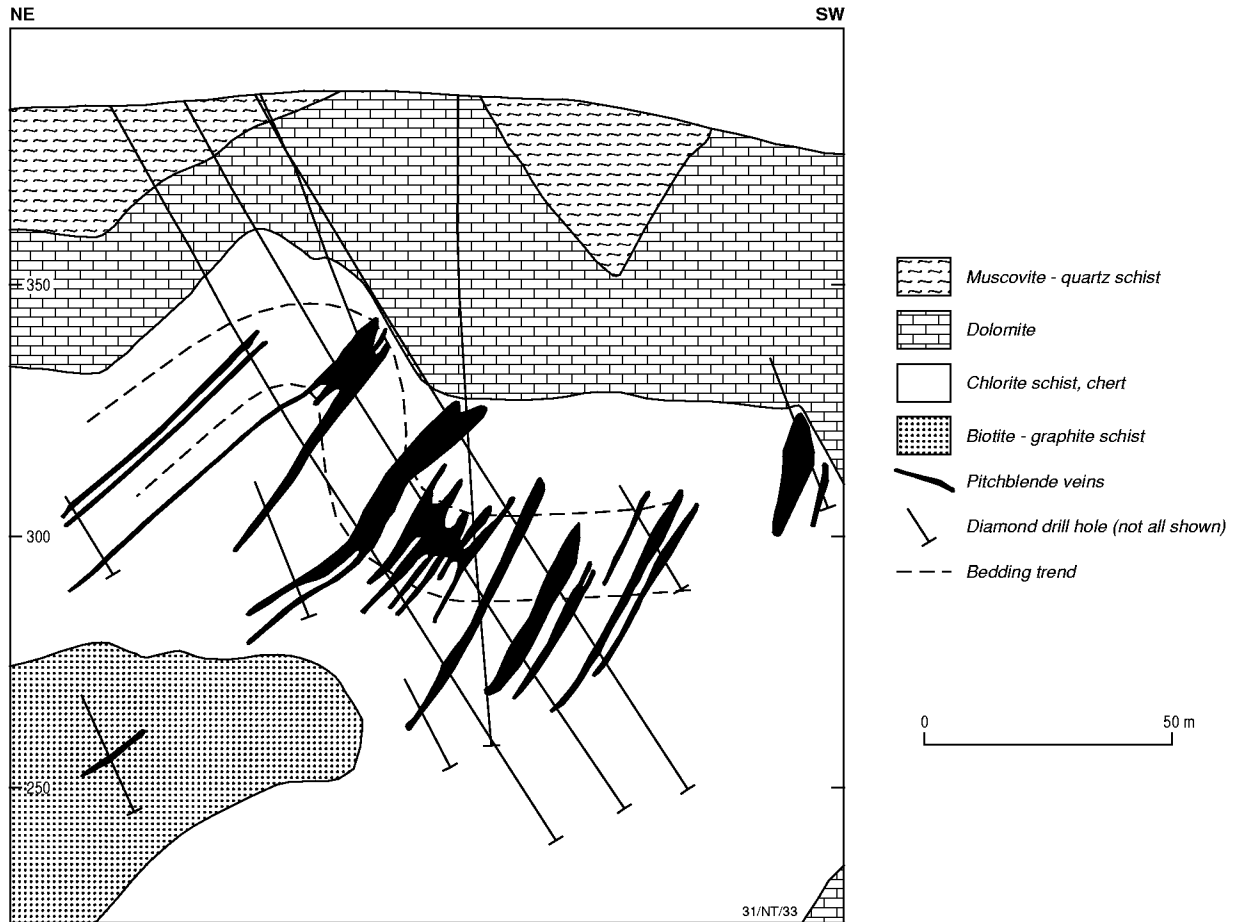 NE
SW
350
300
250
31/NT/33
Muscovite - quartz schist
Dolomite
Chlorite schist, chert
Biotite - graphite schist
Pitchblende veins
Diamond drill hole (not all shown)
Bedding trend
0
50 m